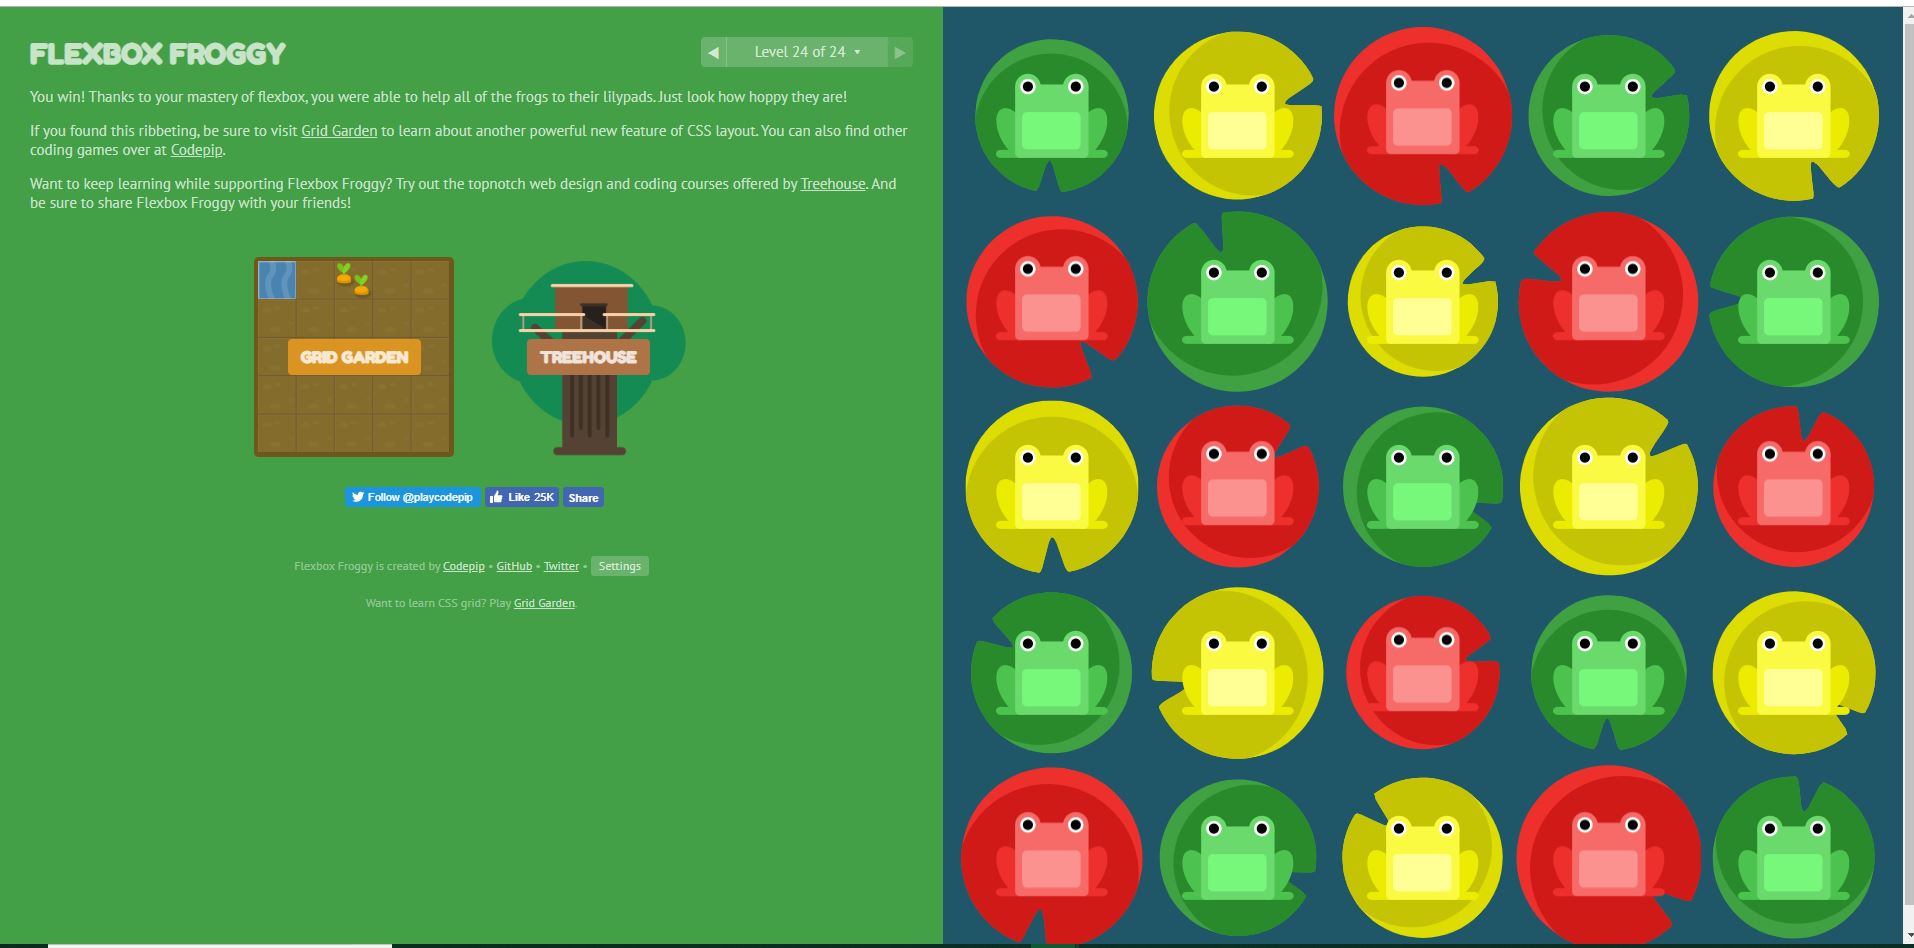 FLEXBOX FROGGY
◀ Level 24 of 24 ▾ ▶
You win! Thanks to your mastery of flexbox, you were able to help all of the frogs to their lilypads. Just look how hoppy they are!
If you found this ribbeting, be sure to visit Grid Garden to learn about another powerful new feature of CSS layout. You can also find other
coding games over at Codepip.
Want to keep learning while supporting Flexbox Froggy? Try out the topnotch web design and coding courses offered by Treehouse. And
be sure to share Flexbox Froggy with your friends!
GRID GARDEN
TREEHOUSE
Follow @playcodepip Like 25K Share
Flexbox Froggy is created by Codepip • GitHub • Twitter • Settings
Want to learn CSS grid? Play Grid Garden.